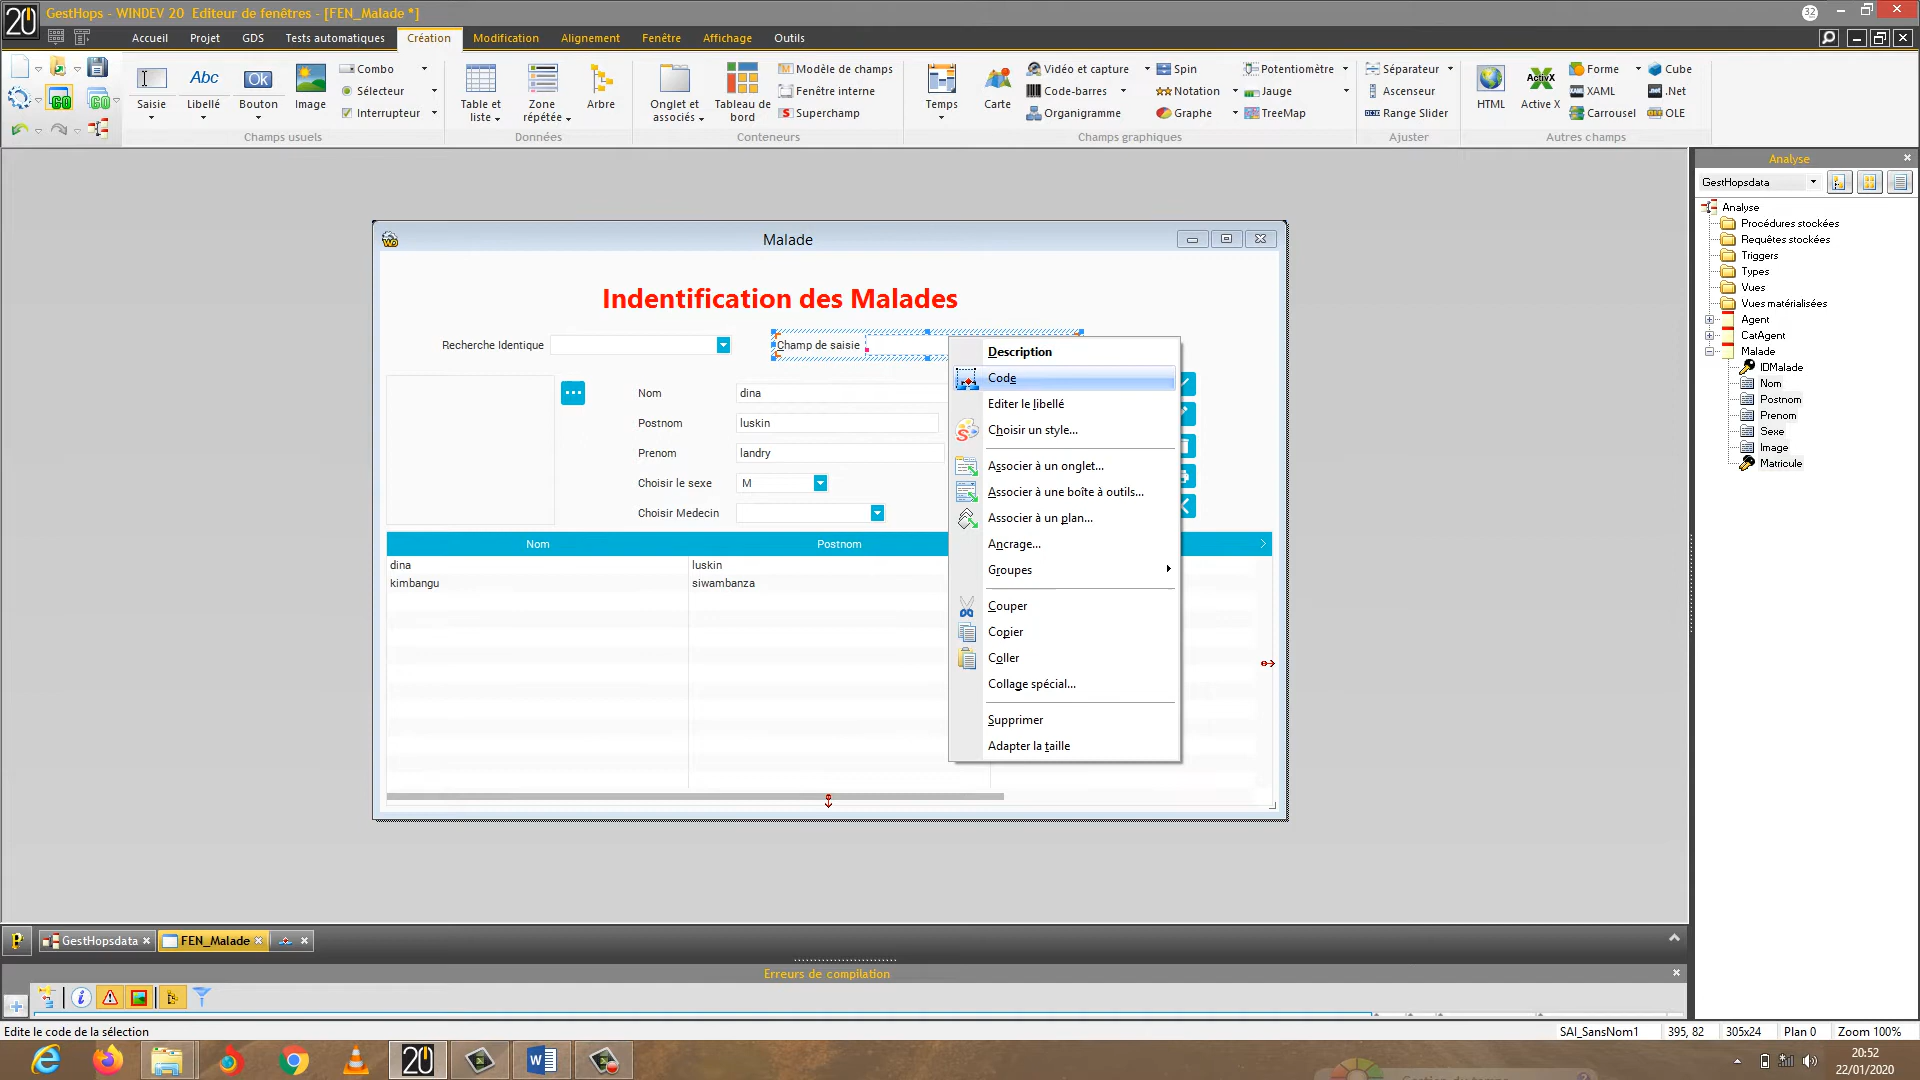 GestHops - WINDEV 20 Editeur de fenêtres - [FEN_Malade *]
32
20
Accueil Projet GDS Tests automatiques Création Modification Alignement Fenêtre Affichage Outils
Saisie Libellé Bouton Image
Abc Ok
Combo
Sélecteur
Interrupteur
Champs usuels
Table et liste
Zone répétée
Arbre
Données
Onglet et associés
Tableau de bord
Modèle de champs
Fenêtre interne
Superchamp
Conteneurs
Temps
Carte
Vidéo et capture
Code-barres
Organigramme
Spin
Notation
Graphe
Potentiomètre
Jauge
TreeMap
Champs graphiques
Séparateur
Ascenseur
Range Slider
Ajuster
HTML
ActivX
Active X
Forme
XAML
Carrousel
Cube
.Net
OLE
Autres champs
Malade
Indentification des Malades
Recherche Identique
Champ de saisie
Nom dina
Postnom luskin
Prenom landry
Choisir le sexe M
Choisir Medecin
Nom Postnom
dina luskin
kimbangu siwambanza
Description
Code
Editer le libellé
Choisir un style...
Associer à un onglet...
Associer à une boîte à outils...
Associer à un plan...
Ancrage...
Groupes
Couper
Copier
Coller
Collage spécial...
Supprimer
Adapter la taille
Analyse
GestHopsdata
Analyse
Procédures stockées
Requêtes stockées
Triggers
Types
Vues
Vues matérialisées
Agent
CatAgent
Malade
IDMalade
Nom
Postnom
Prenom
Sexe
Image
Matricule
GestHopsdata FEN_Malade
Erreurs de compilation
Edite le code de la sélection
SAI_SansNom1 395, 82 305x24 Plan 0 Zoom 100%
20:52
22/01/2020